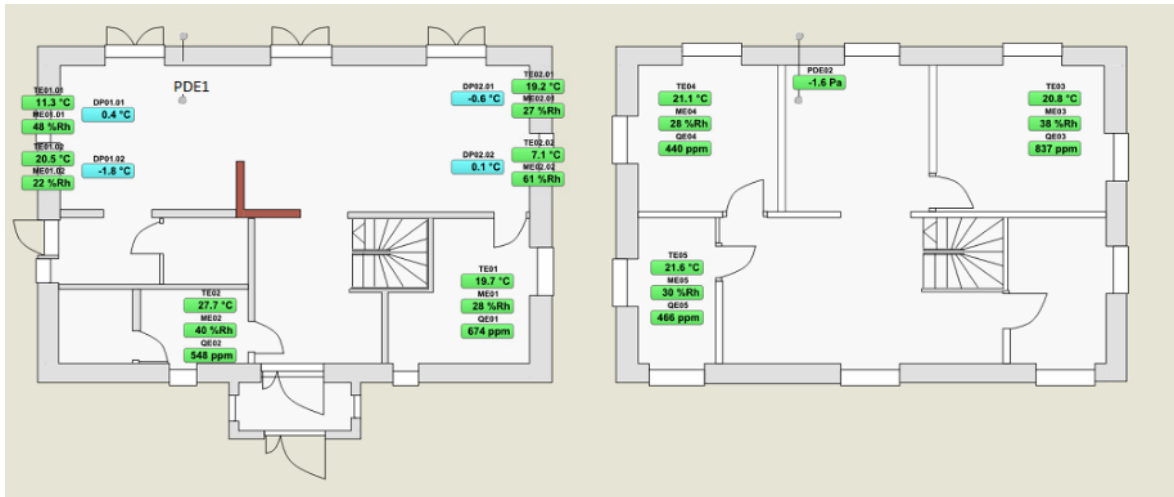 TE01.01
11.3 °C
ME01.01
48 %Rh
TE01.02
20.5 °C
ME01.02
22 %Rh
DP01.01
0.4 °C
DP01.02
-1.8 °C
PDE1
DP02.01
-0.6 °C
DP02.02
0.1 °C
TE02.01
19.2 °C
ME02.01
27 %Rh
TE02.02
7.1 °C
ME02.02
61 %Rh
TE02
27.7 °C
ME02
40 %Rh
QE02
548 ppm
TE01
19.7 °C
ME01
28 %Rh
QE01
674 ppm
TE04
21.1 °C
ME04
28 %Rh
QE04
440 ppm
PDE02
-1.6 Pa
TE03
20.8 °C
ME03
38 %Rh
QE03
837 ppm
TE05
21.6 °C
ME05
30 %Rh
QE05
466 ppm